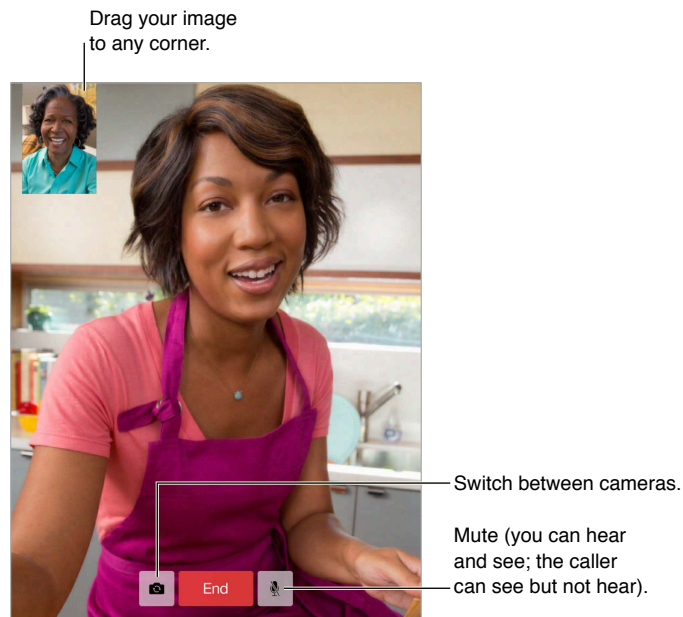 Drag your image
to any corner.
Switch between cameras.
Mute (you can hear
and see; the caller
can see but not hear).
End